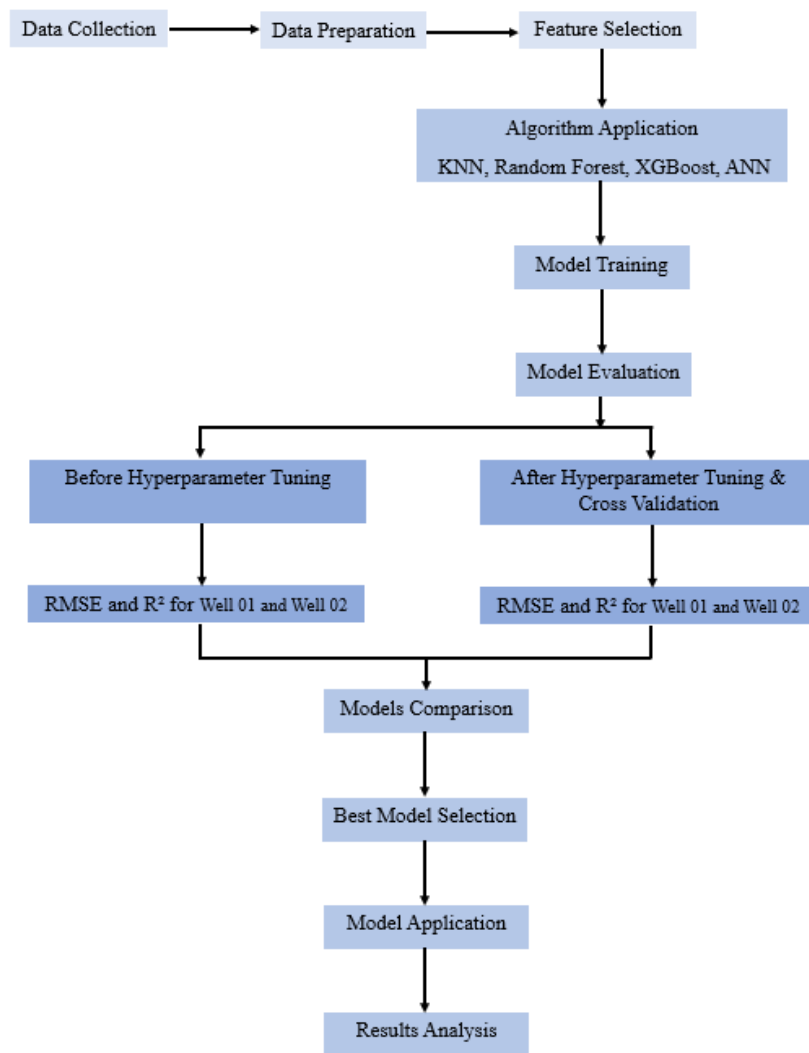 Data Collection
Data Preparation
Feature Selection
Algorithm Application
KNN, Random Forest, XGBoost, ANN
Model Training
Model Evaluation
Before Hyperparameter Tuning
After Hyperparameter Tuning &
Cross Validation
RMSE and R² for Well 01 and Well 02
RMSE and R² for Well 01 and Well 02
Models Comparison
Best Model Selection
Model Application
Results Analysis